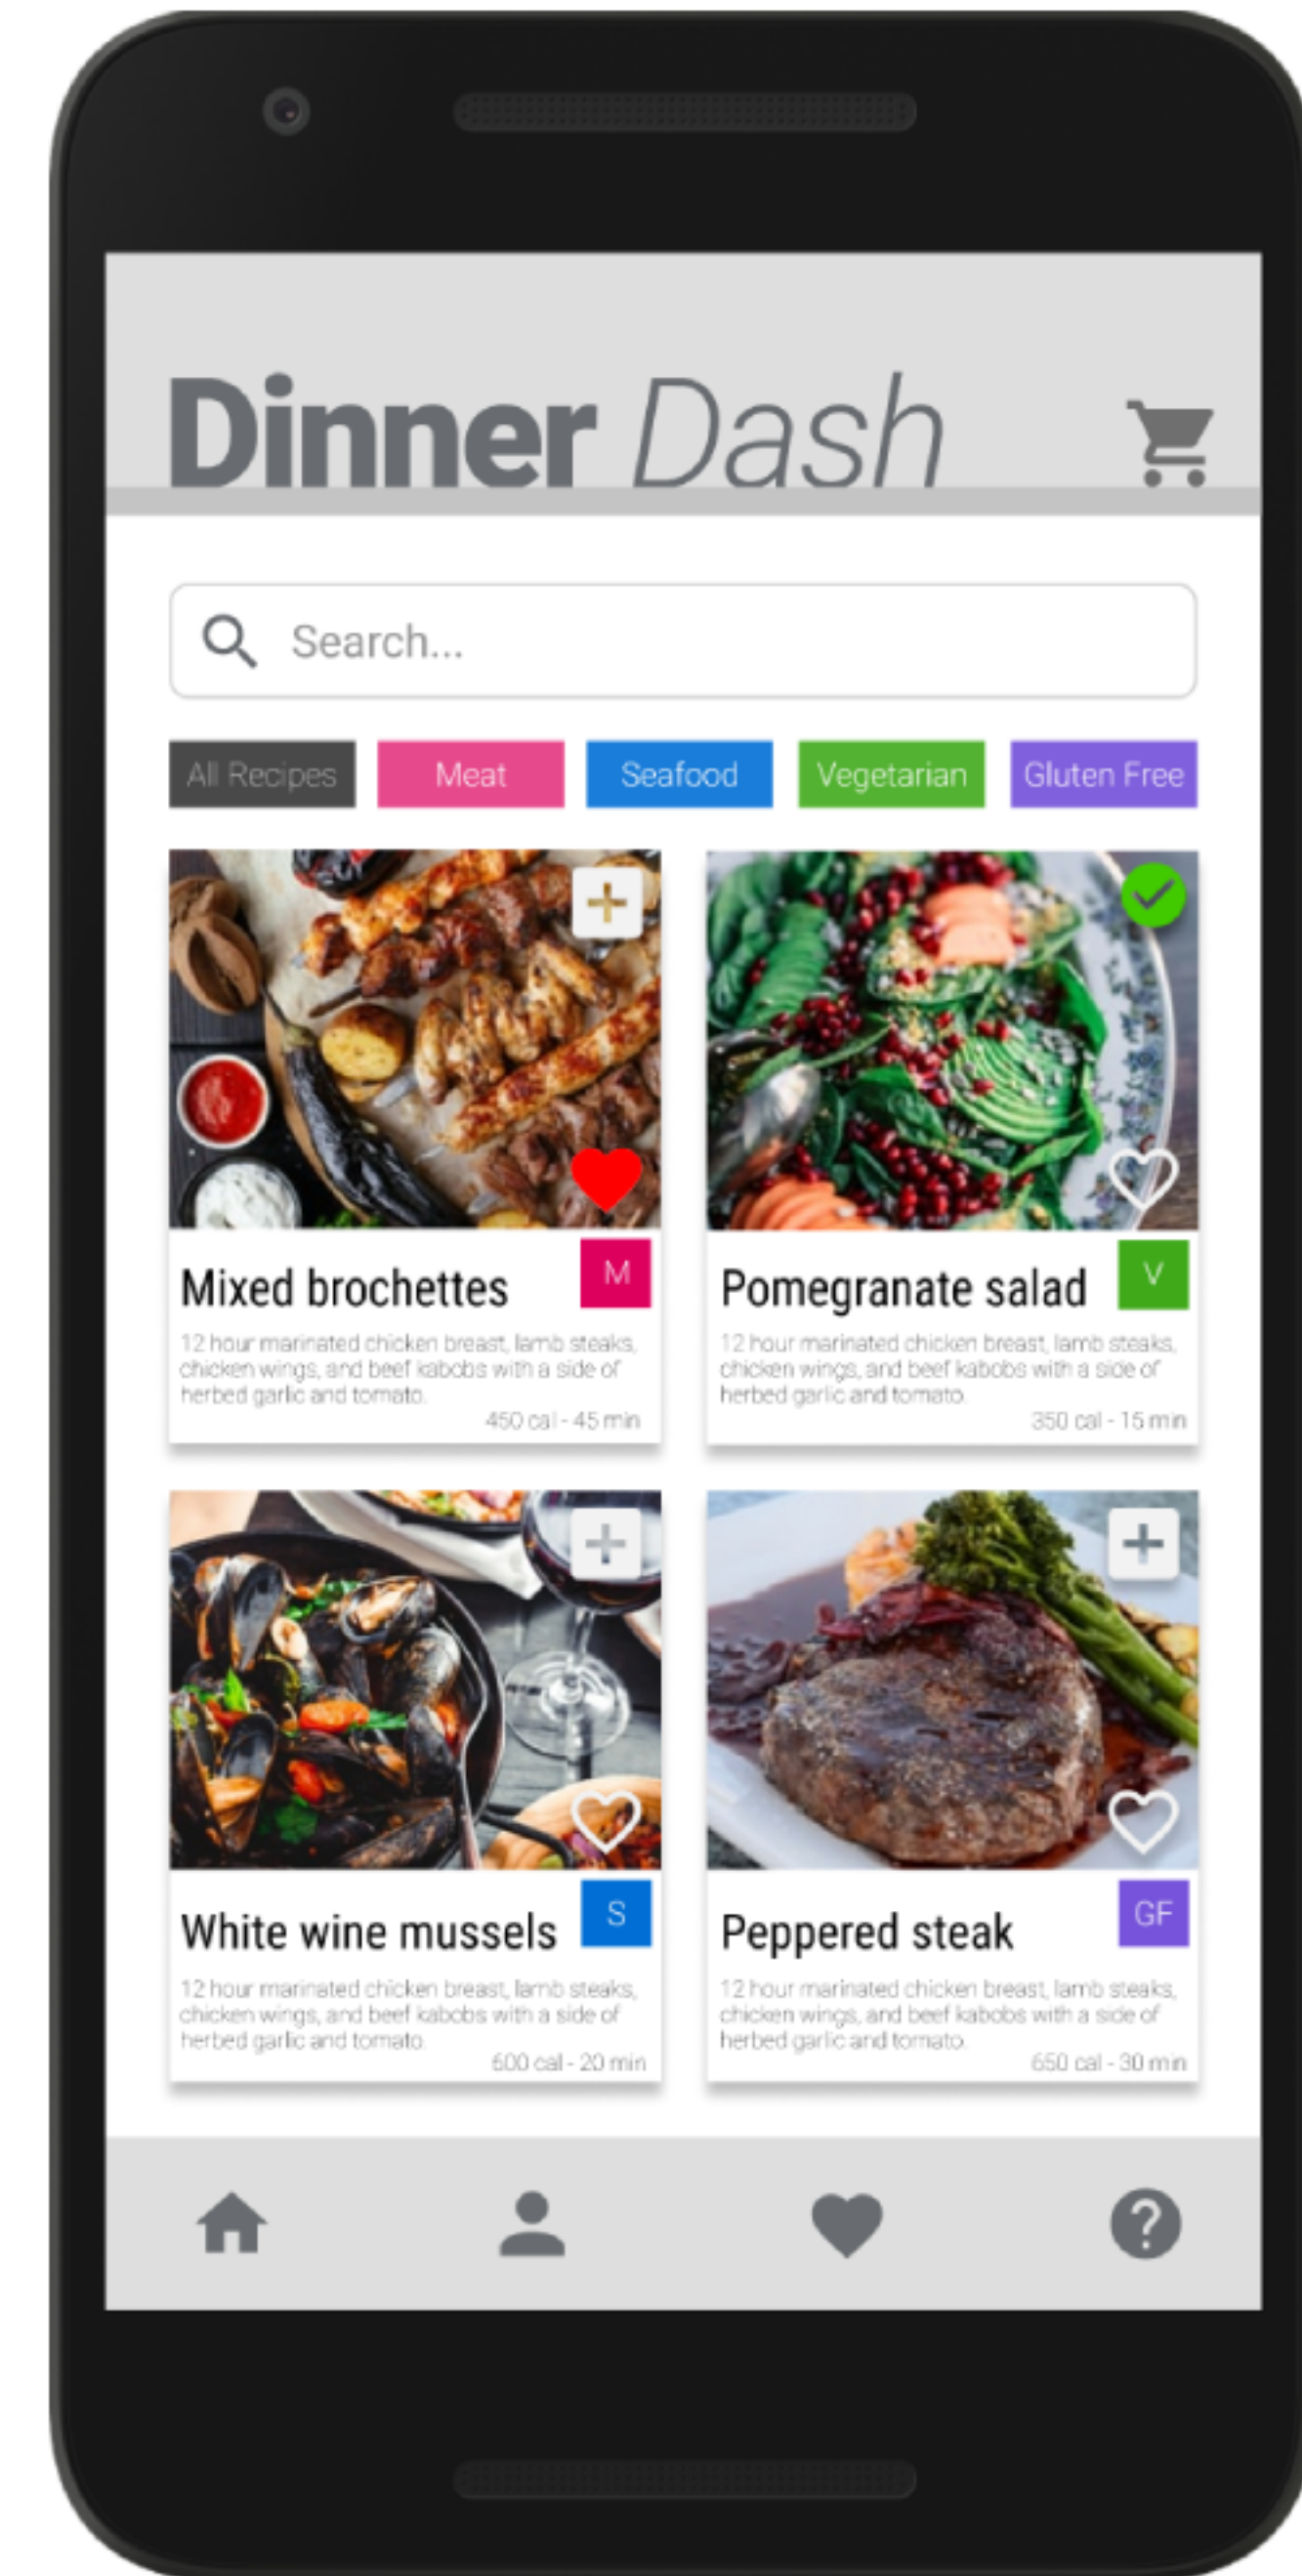 Dinner Dash
Search...
All Recipes
Meat
Seafood
Vegetarian
Gluten Free
M
Mixed brochettes
12 hour marinated chicken breast, lamb steaks,
chicken wings, and beef kabobs with a side of
herbed garlic and tomato.
450 cal - 45 min
V
Pomegranate salad
12 hour marinated chicken breast, lamb steaks,
chicken wings, and beef kabobs with a side of
herbed garlic and tomato.
350 cal - 15 min
S
White wine mussels
12 hour marinated chicken breast, lamb steaks,
chicken wings, and beef kabobs with a side of
herbed garlic and tomato.
600 cal - 20 min
GF
Peppered steak
12 hour marinated chicken breast, lamb steaks,
chicken wings, and beef kabobs with a side of
herbed garlic and tomato.
650 cal - 30 min